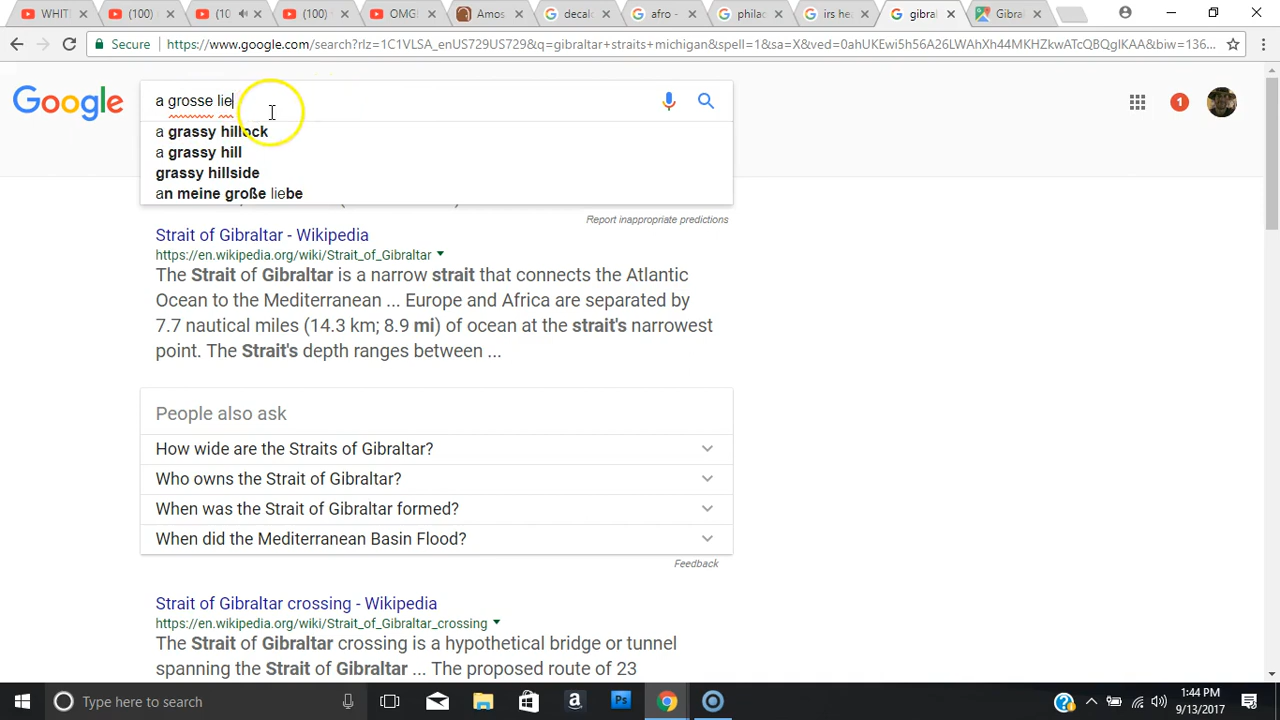 WHIT
(100)
(100)
(100)
OMG!
Amos
decal
afro -
philad
irs hea
gibral
Gibra
Secure
https://www.google.com/search?rlz=1C1VLSA_enUS729US729&q=gibraltar+straits+michigan&spell=1&sa=X&ved=0ahUKEwi5h56A26LWAhXh44MKHZkwATcQBQglKAA&biw=136...
Google
a grosse lie
1
a grassy hillock
a grassy hill
grassy hillside
an meine große liebe
Report inappropriate predictions
Strait of Gibraltar - Wikipedia
https://en.wikipedia.org/wiki/Strait_of_Gibraltar
The Strait of Gibraltar is a narrow strait that connects the Atlantic
Ocean to the Mediterranean ... Europe and Africa are separated by
7.7 nautical miles (14.3 km; 8.9 mi) of ocean at the strait's narrowest
point. The Strait's depth ranges between ...
People also ask
How wide are the Straits of Gibraltar?
Who owns the Strait of Gibraltar?
When was the Strait of Gibraltar formed?
When did the Mediterranean Basin Flood?
Feedback
Strait of Gibraltar crossing - Wikipedia
https://en.wikipedia.org/wiki/Strait_of_Gibraltar_crossing
The Strait of Gibraltar crossing is a hypothetical bridge or tunnel
spanning the Strait of Gibraltar ... The proposed route of 23
Type here to search
a
Ps
1:44 PM
9/13/2017